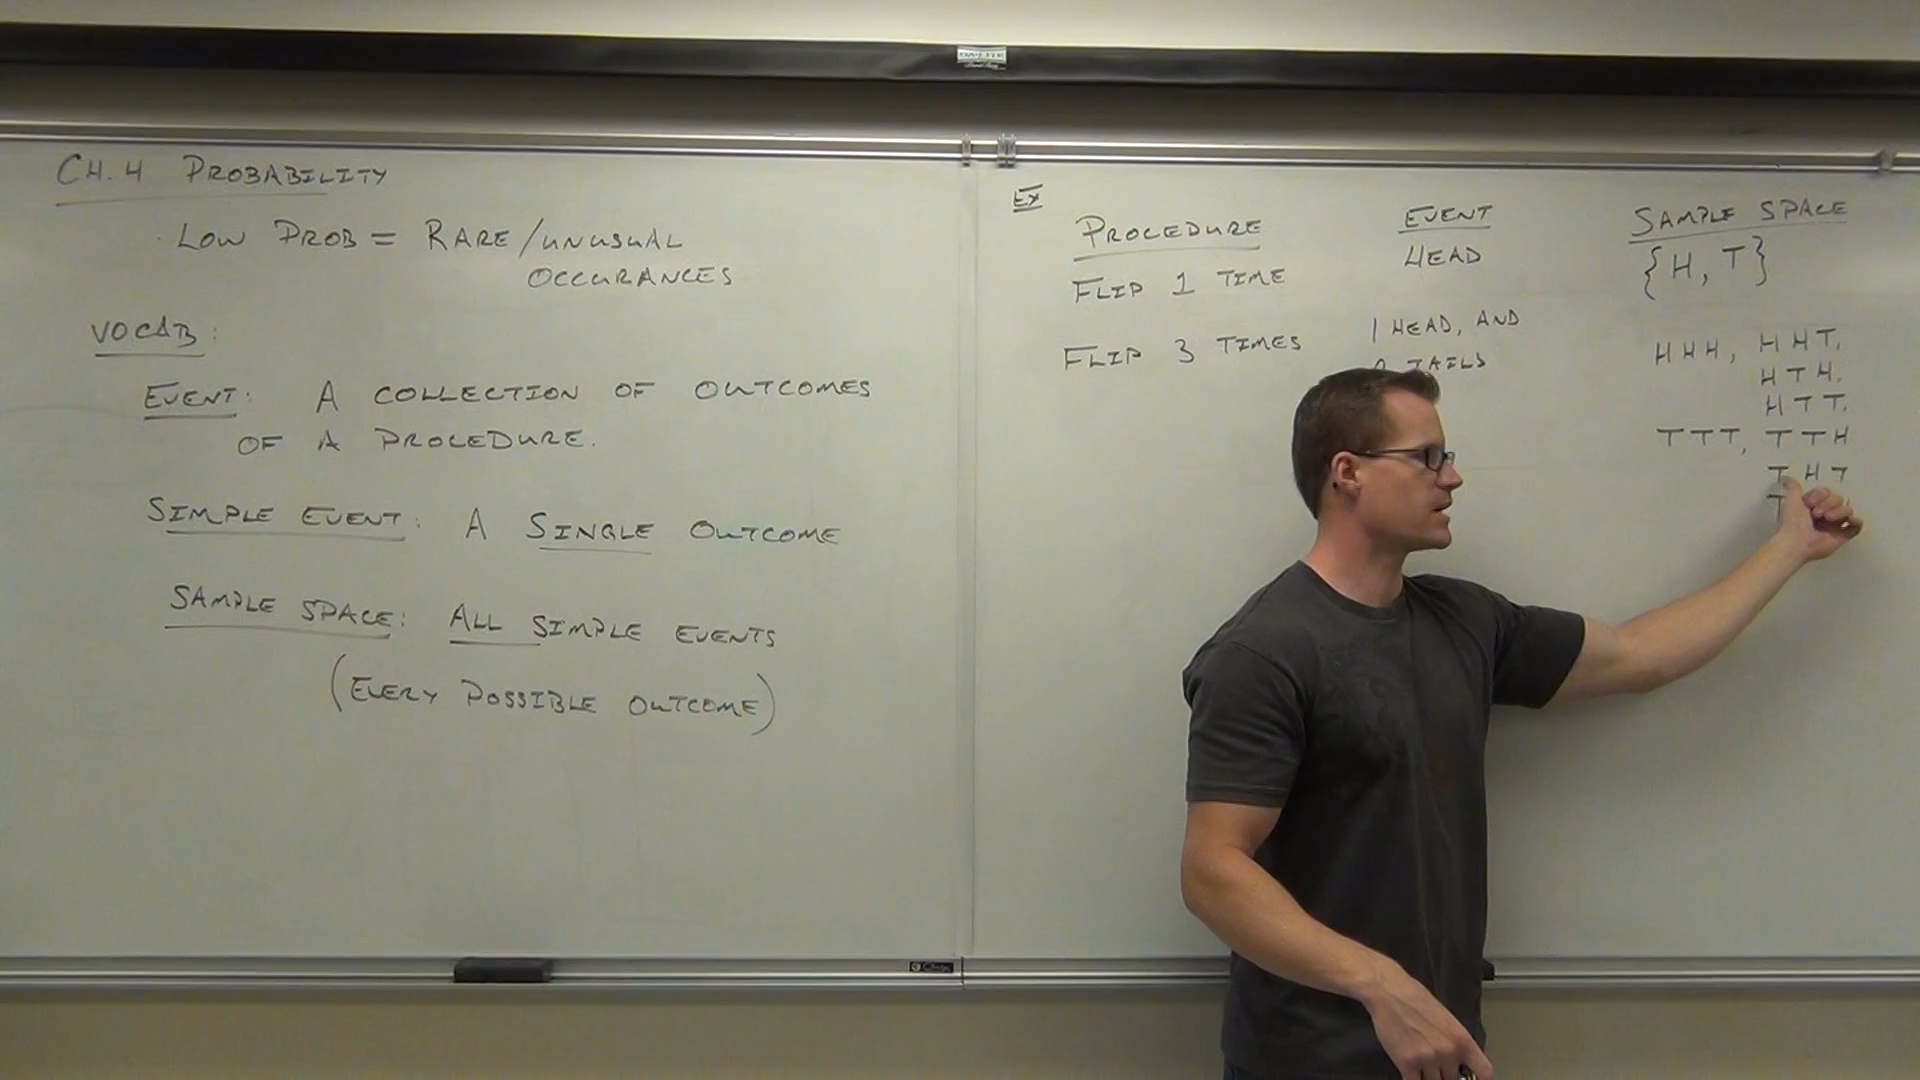 CH.4 PROBABILITY
LOW PROB = RARE/UNUSUAL
OCCURANCES
VOCAB:
EVENT: A COLLECTION OF OUTCOMES
OF A PROCEDURE.
SIMPLE EVENT: A SINGLE OUTCOME
SAMPLE SPACE: ALL SIMPLE EVENTS
(EVERY POSSIBLE OUTCOME)
EX
PROCEDURE
FLIP 1 TIME
FLIP 3 TIMES
EVENT
HEAD
1 HEAD, AND
TAILS
SAMPLE SPACE
{H, T}
HHH, HHT,
HTH,
HTT,
TTT, TTH
THT
T